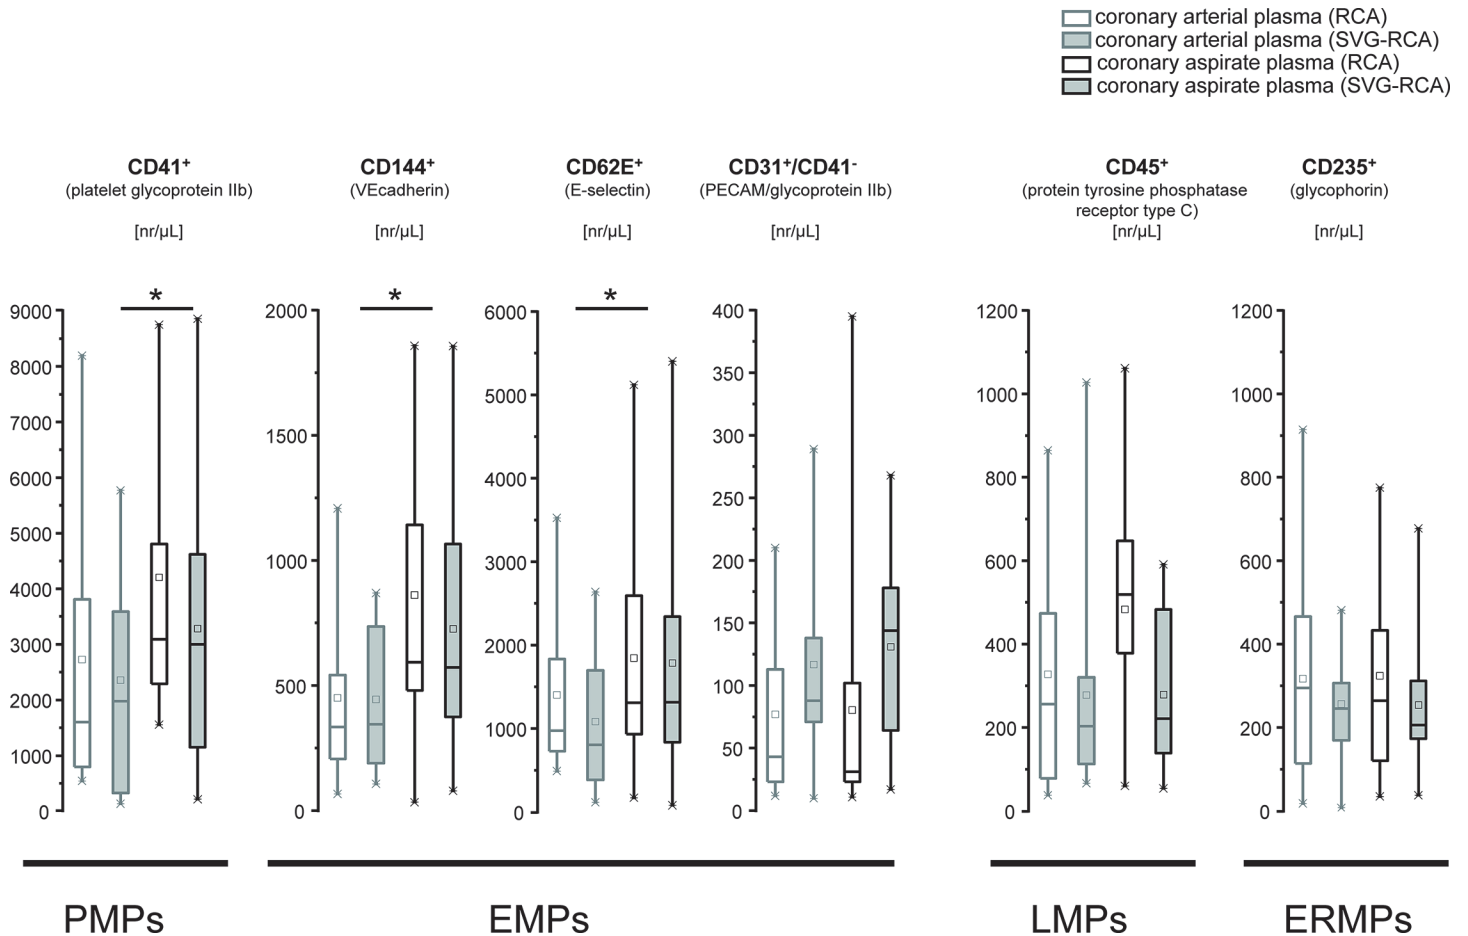 coronary arterial plasma (RCA)
coronary arterial plasma (SVG-RCA)
coronary aspirate plasma (RCA)
coronary aspirate plasma (SVG-RCA)
CD41+
(platelet glycoprotein IIb)
[nr/µL]
CD144+
(VEcadherin)
[nr/µL]
CD62E+
(E-selectin)
[nr/µL]
CD31+/CD41-
(PECAM/glycoprotein IIb)
[nr/µL]
CD45+
(protein tyrosine phosphatase
receptor type C)
[nr/µL]
CD235+
(glycophorin)
[nr/µL]
*
9000
8000
7000
6000
5000
4000
3000
2000
1000
0
*
2000
1500
1000
500
0
*
6000
5000
4000
3000
2000
1000
0
400
350
300
250
200
150
100
50
0
1200
1000
800
600
400
200
0
1200
1000
800
600
400
200
0
PMPs
EMPs
LMPs
ERMPs